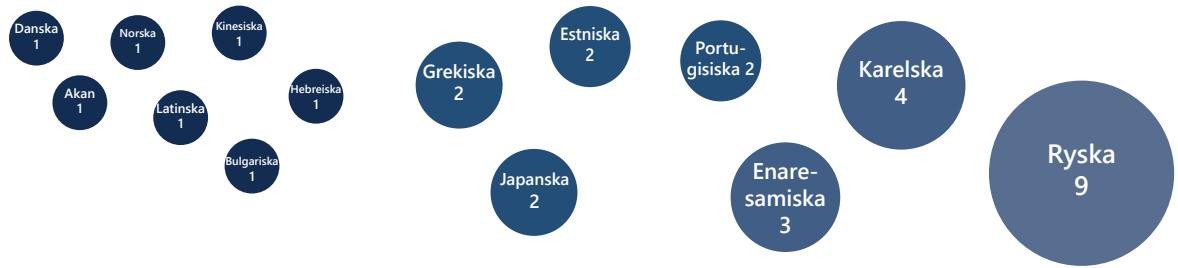 Danska
1
Norska
1
Kinesiska
1
Akan
1
Latinska
1
Hebreiska
1
Bulgariska
1
Grekiska
2
Estniska
2
Portu-
gisiska 2
Japanska
2
Karelska
4
Enare-
samiska
3
Ryska
9